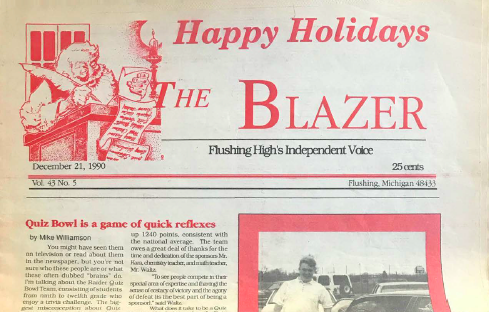 Happy Holidays
THE BLAZER
Flushing High's Independent Voice
December 21, 1990
25 cents
Vol. 43 No. 5
Flushing, Michigan 48433
Quiz Bowl is a game of quick reflexes
by Mike Williamson
You might have seen them
on television or read about them
in the newspaper, but you're not
sure who these people are or what
these often dubbed "brains" do.
I'm talking about the Raider Quiz
Bowl Team, consisting of students
from ninth to twelfth grade who
enjoy a trivia challenge. The big-
gest misconception about Quiz
up 1240 points, consistent with
the national average. The team
owes a great deal of thanks for the
time and dedication of the sponsors Mr.
chemistry teacher, and math teacher,
Mr. Waltz.
"To see people compete in their
special area of expertise and the
sense of ecstasy of victory and the agony
of defeat its the best part of being a
sponsor," said Waltz.
What does it take to be a Quiz